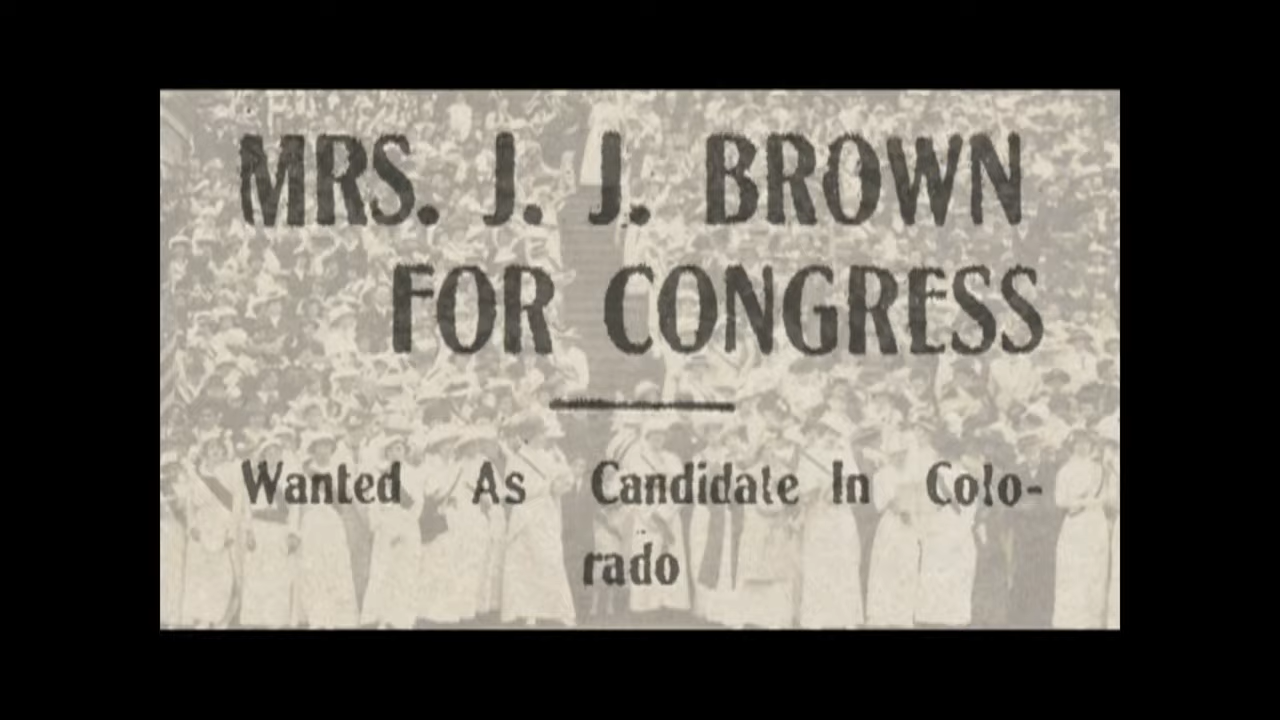 MRS. J. J. BROWN
FOR CONGRESS
Wanted As Candidate In Colo-
rado